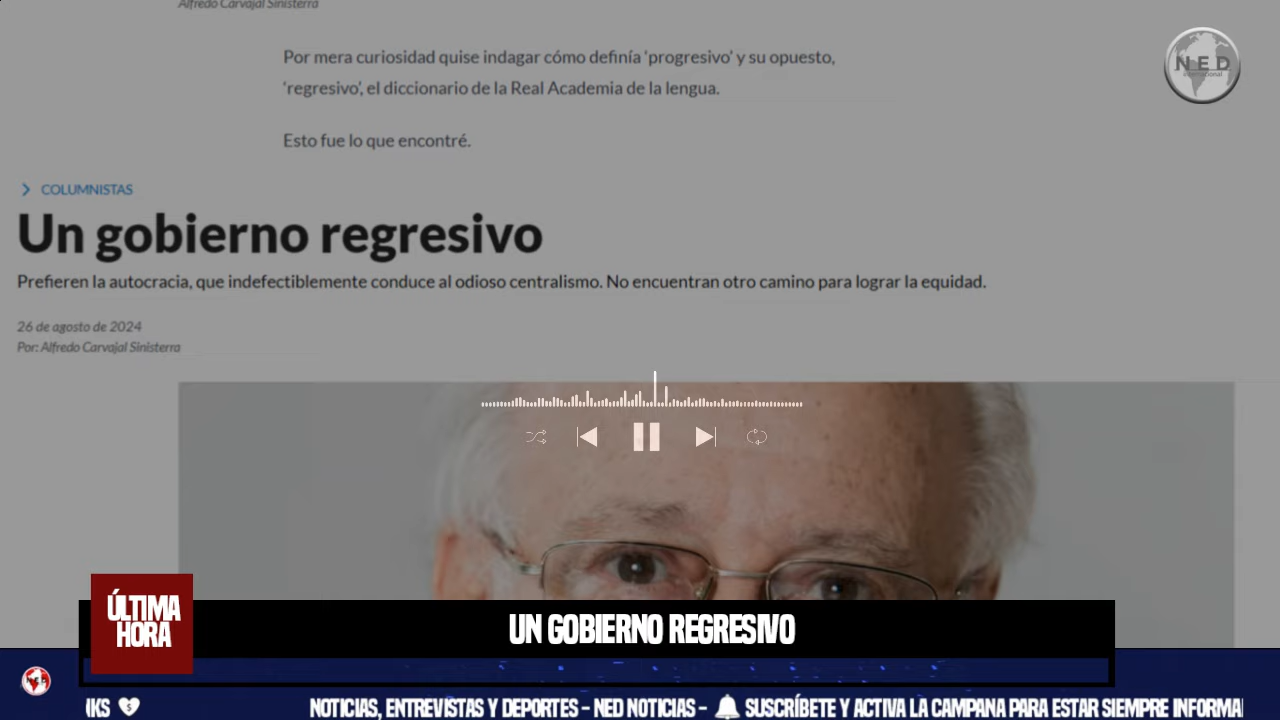 Alfredo Carvajal Sinisterra
Por mera curiosidad quise indagar cómo definía ‘progresivo’ y su opuesto,
‘regresivo’, el diccionario de la Real Academia de la lengua.
Esto fue lo que encontré.
NED
international
COLUMNISTAS
Un gobierno regresivo
Prefieren la autocracia, que indefectiblemente conduce al odioso centralismo. No encuentran otro camino para lograr la equidad.
26 de agosto de 2024
Por: Alfredo Carvajal Sinisterra
ÚLTIMA
HORA
UN GOBIERNO REGRESIVO
NED
IKS
NOTICIAS, ENTREVISTAS Y DEPORTES - NED NOTICIAS -
SUSCRÍBETE Y ACTIVA LA CAMPANA PARA ESTAR SIEMPRE INFORMA